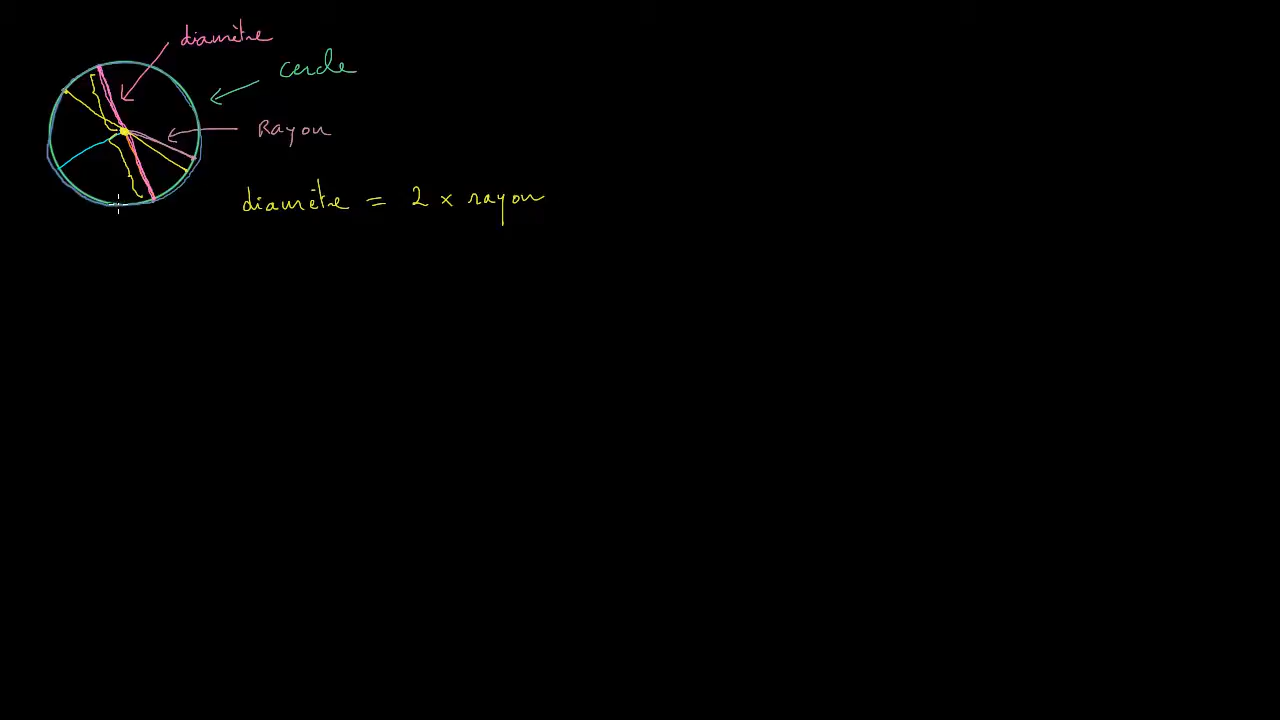 diamètre
cercle
Rayon
diamètre = 2 × rayon